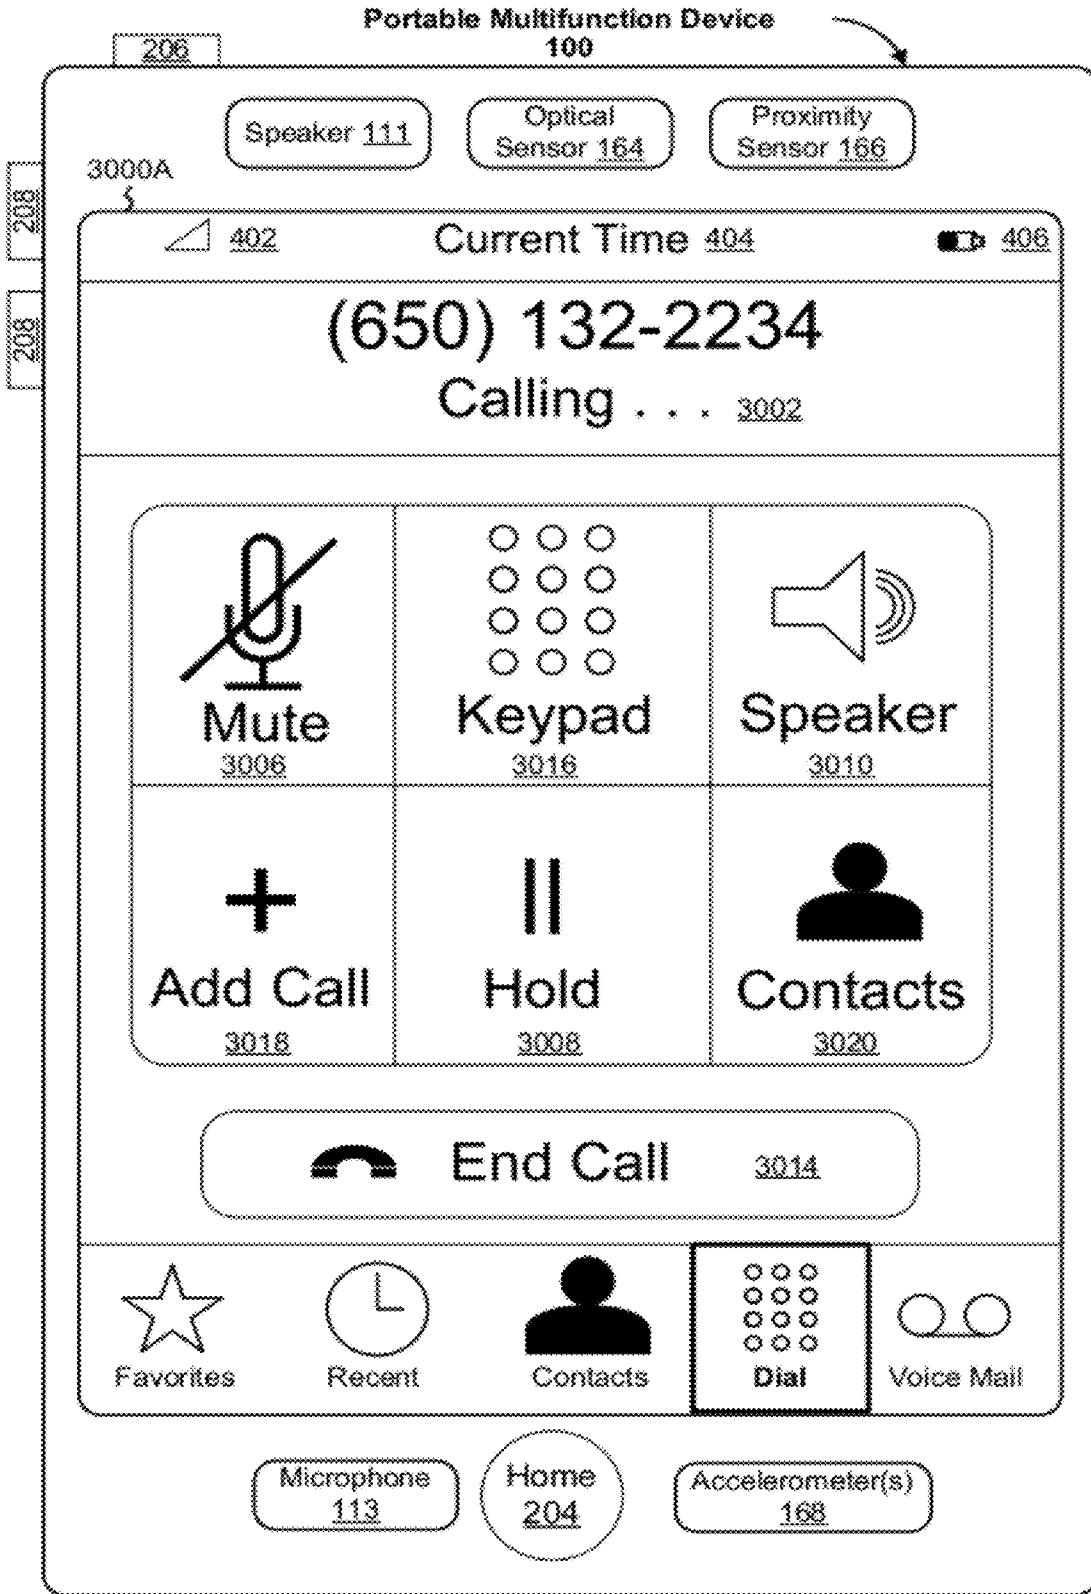 Portable Multifunction Device
100
206
Speaker 111
Optical
Sensor 164
Proximity
Sensor 166
3000A
208
208
402
Current Time 404
406
(650) 132-2234
Calling . . . 3002
Mute
3006
Keypad
3016
Speaker
3010
Add Call
3018
Hold
3008
Contacts
3020
End Call 3014
Favorites
Recent
Contacts
Dial
Voice Mail
Microphone
113
Home
204
Accelerometer(s)
168